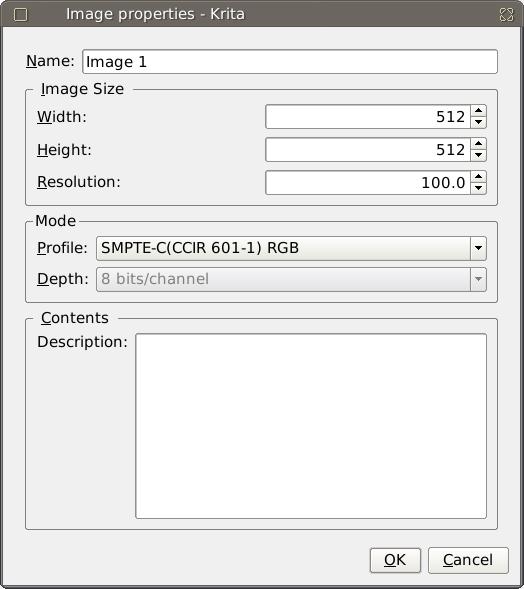 Image properties - Krita
Name: Image 1
Image Size
Width: 512
Height: 512
Resolution: 100.0
Mode
Profile: SMPTE-C(CCIR 601-1) RGB
Depth: 8 bits/channel
Contents
Description:
OK Cancel